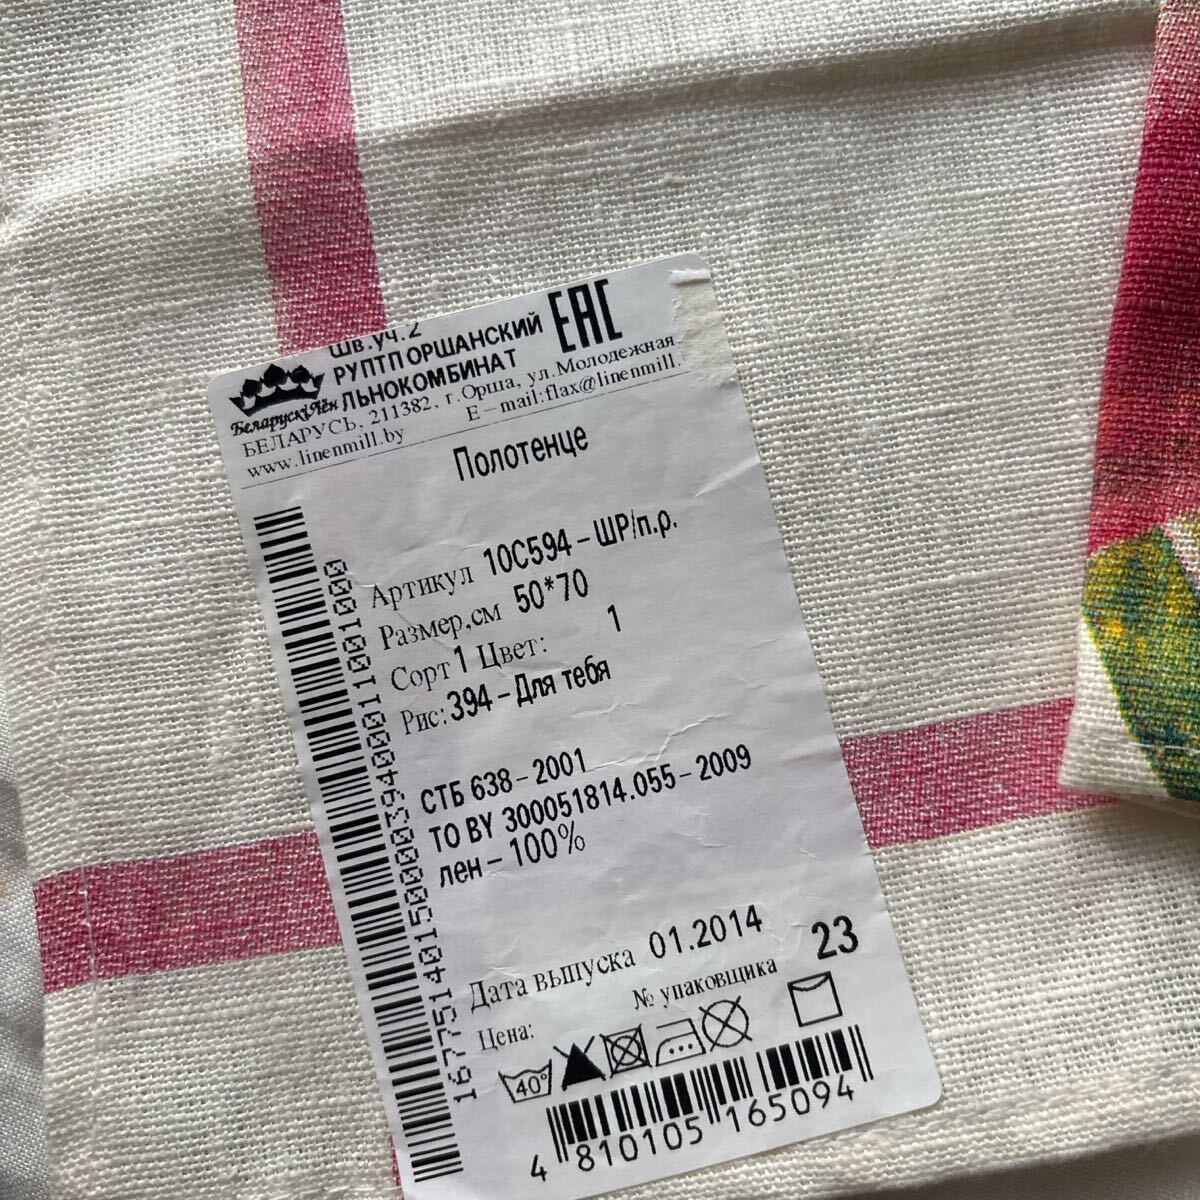 Шв.уч.2
РУПТП ОРШАНСКИЙ
ЛЬНОКОМБИНАТ
EAC
Беларускі Лён
БЕЛАРУСЬ, 211382, г.Орша, ул.Молодежная
www.linenmill.by E-mail:flax@linenmill.
Полотенце
Артикул 10С594-ШР/п.р.
Размер,см 50*70
Сорт 1 Цвет: 1
Рис: 394-Для тебя
СТБ 638-2001
ТО BY 300051814.055-2009
лен-100%
Дата выпуска 01.2014
№ упаковщика 23
Цена:
40°
4 810105 165094